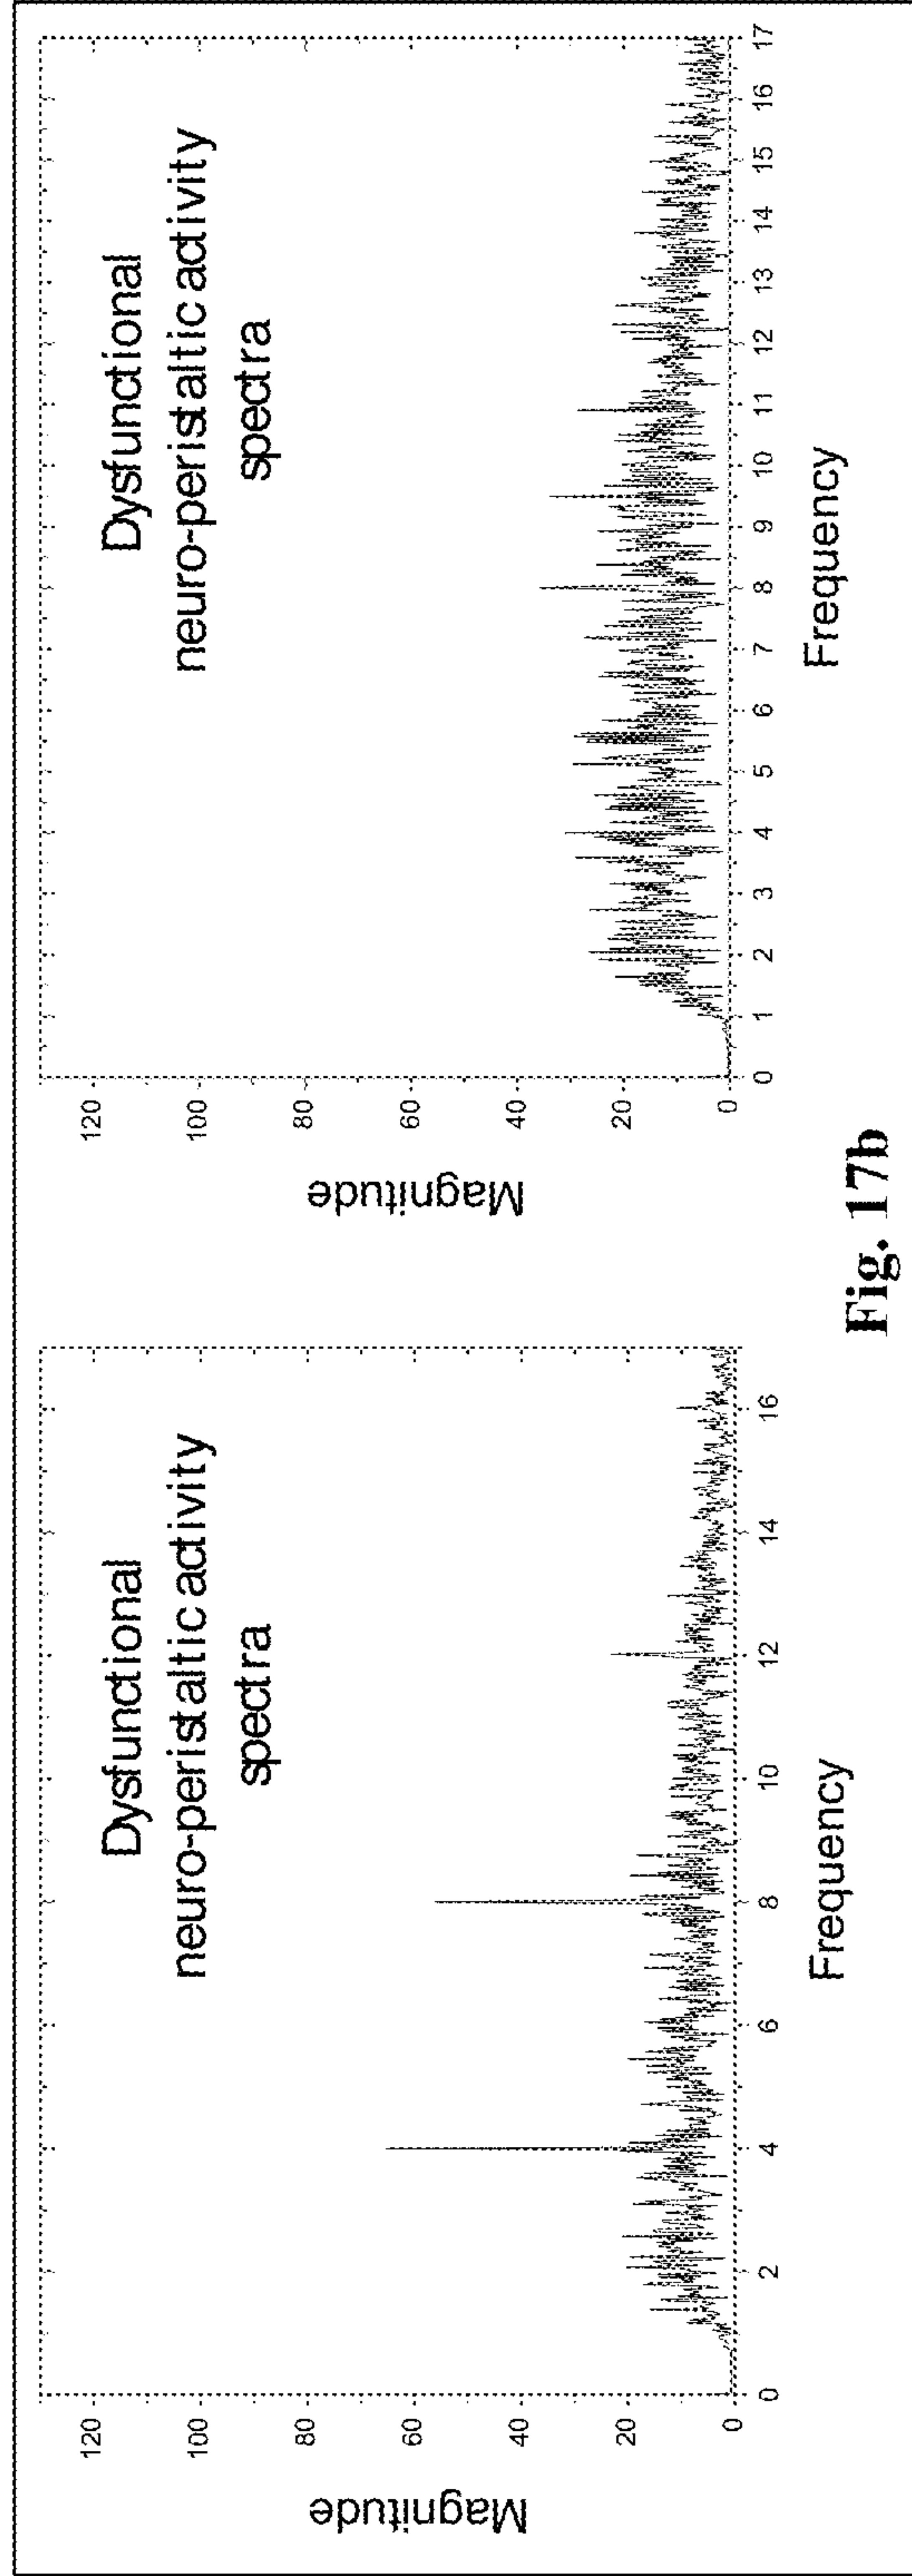 Dysfunctional
neuro-peristaltic activity
spectra
Magnitude
120
100
80
60
40
20
0
0 2 4 6 8 10 12 14 16
Frequency
Dysfunctional
neuro-peristaltic activity
spectra
Magnitude
120
100
80
60
40
20
0
0 1 2 3 4 5 6 7 8 9 10 11 12 13 14 15 16 17
Frequency
Fig. 17b